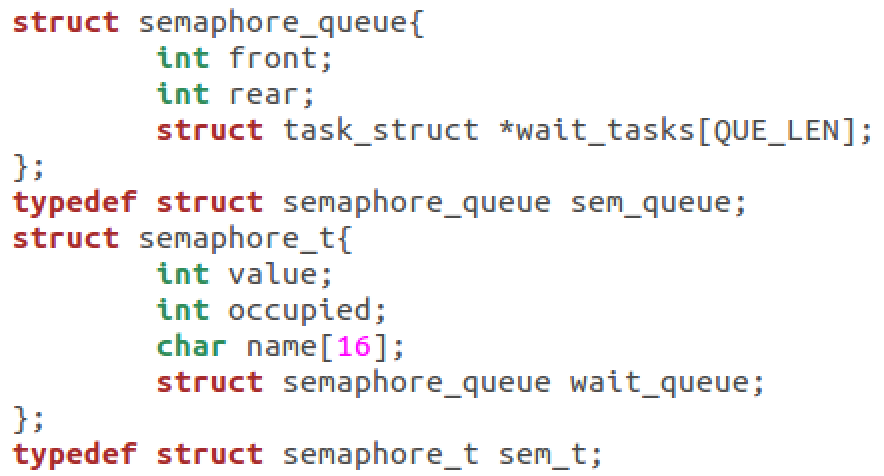 struct semaphore_queue{
        int front;
        int rear;
        struct task_struct *wait_tasks[QUE_LEN];
};
typedef struct semaphore_queue sem_queue;
struct semaphore_t{
        int value;
        int occupied;
        char name[16];
        struct semaphore_queue wait_queue;
};
typedef struct semaphore_t sem_t;